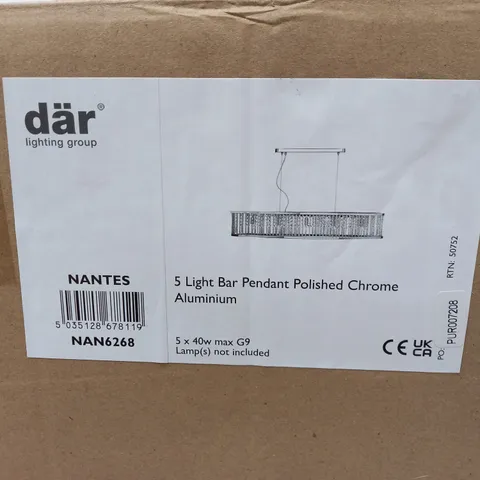 där®
lighting group
NANTES
5 035128 678119
NAN6268
5 Light Bar Pendant Polished Chrome
Aluminium
5 x 40w max G9
Lamp(s) not included
CE UK
CA
PO: PUR007208
RTN: 50752